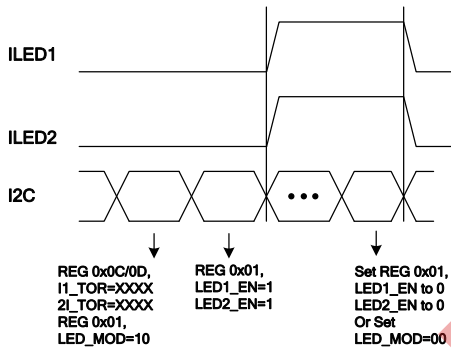 ILED1
ILED2
I2C
•••
REG 0x0C/0D,
I1_TOR=XXXX
2I_TOR=XXXX
REG 0x01,
LED_MOD=10
REG 0x01,
LED1_EN=1
LED2_EN=1
Set REG 0x01,
LED1_EN to 0
LED2_EN to 0
Or Set
LED_MOD=00